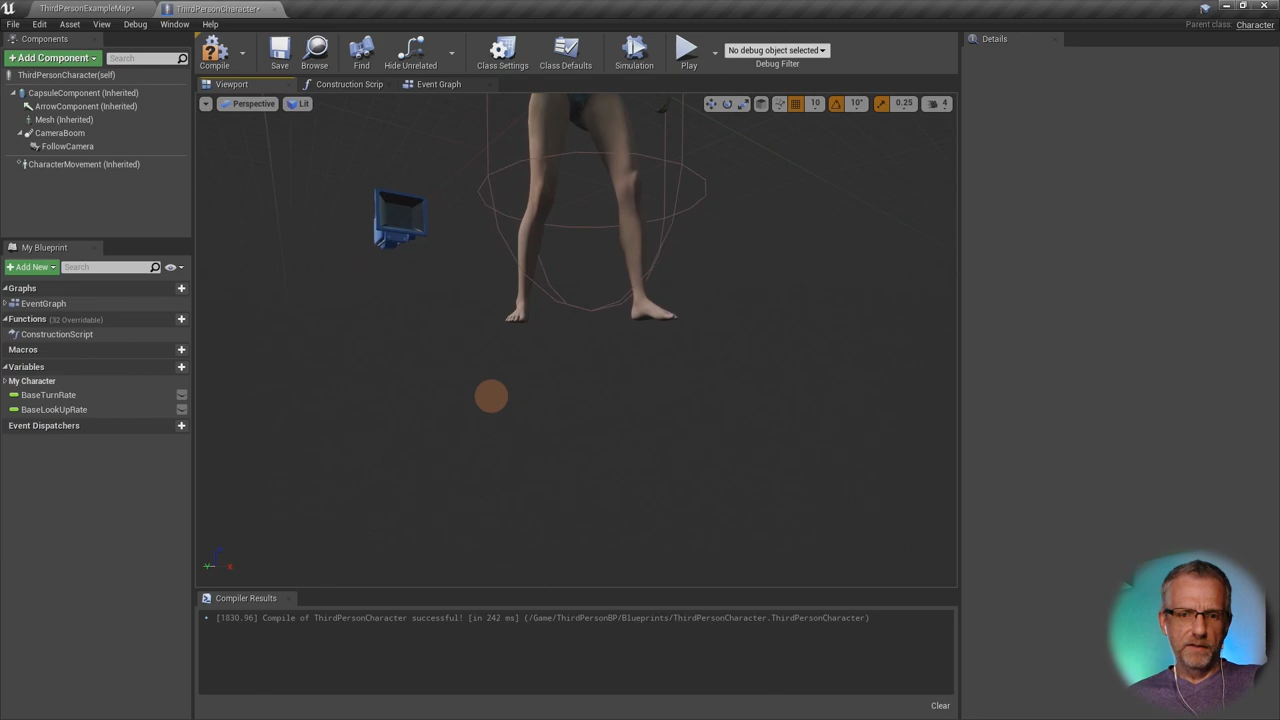 ThirdPersonExampleMap*
ThirdPersonCharacter*
File Edit Asset View Debug Window Help
Parent class: Character
Components
+ Add Component
Search
ThirdPersonCharacter(self)
CapsuleComponent (Inherited)
ArrowComponent (Inherited)
Mesh (Inherited)
CameraBoom
FollowCamera
CharacterMovement (Inherited)
Compile
Save
Browse
Find
Hide Unrelated
Class Settings
Class Defaults
Simulation
Play
No debug object selected
Debug Filter
Viewport
Construction Scrip
Event Graph
Perspective
Lit
10
10°
0.25
4
Details
My Blueprint
+ Add New
Search
Graphs
EventGraph
Functions (32 Overridable)
ConstructionScript
Macros
Variables
My Character
BaseTurnRate
BaseLookUpRate
Event Dispatchers
Y
X
Compiler Results
[1830.96] Compile of ThirdPersonCharacter successful! [in 242 ms] (/Game/ThirdPersonBP/Blueprints/ThirdPersonCharacter.ThirdPersonCharacter)
Clear